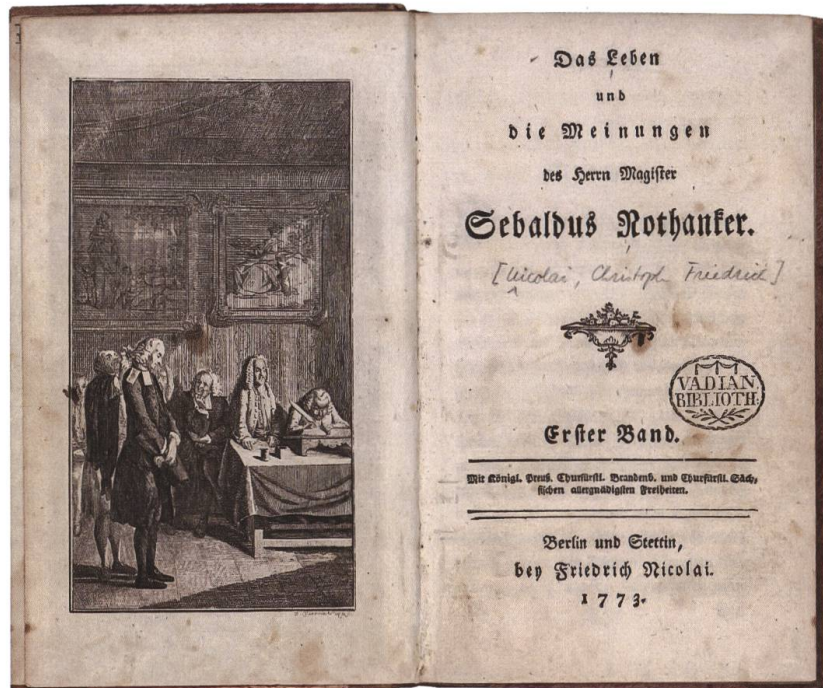 Das Leben
und
die Meinungen
des Herrn Magister
Sebaldus Nothanker.
[Nicolai, Christoph Friedrich]
VADIAN
BIBLIOTH:
Erster Band.
Mit Königl. Preuß. Churfürstl. Brandenb. und Churfürstl. Säch-
sischen allergnädigsten Freiheiten.
Berlin und Stettin,
bey Friedrich Nicolai.
1773.